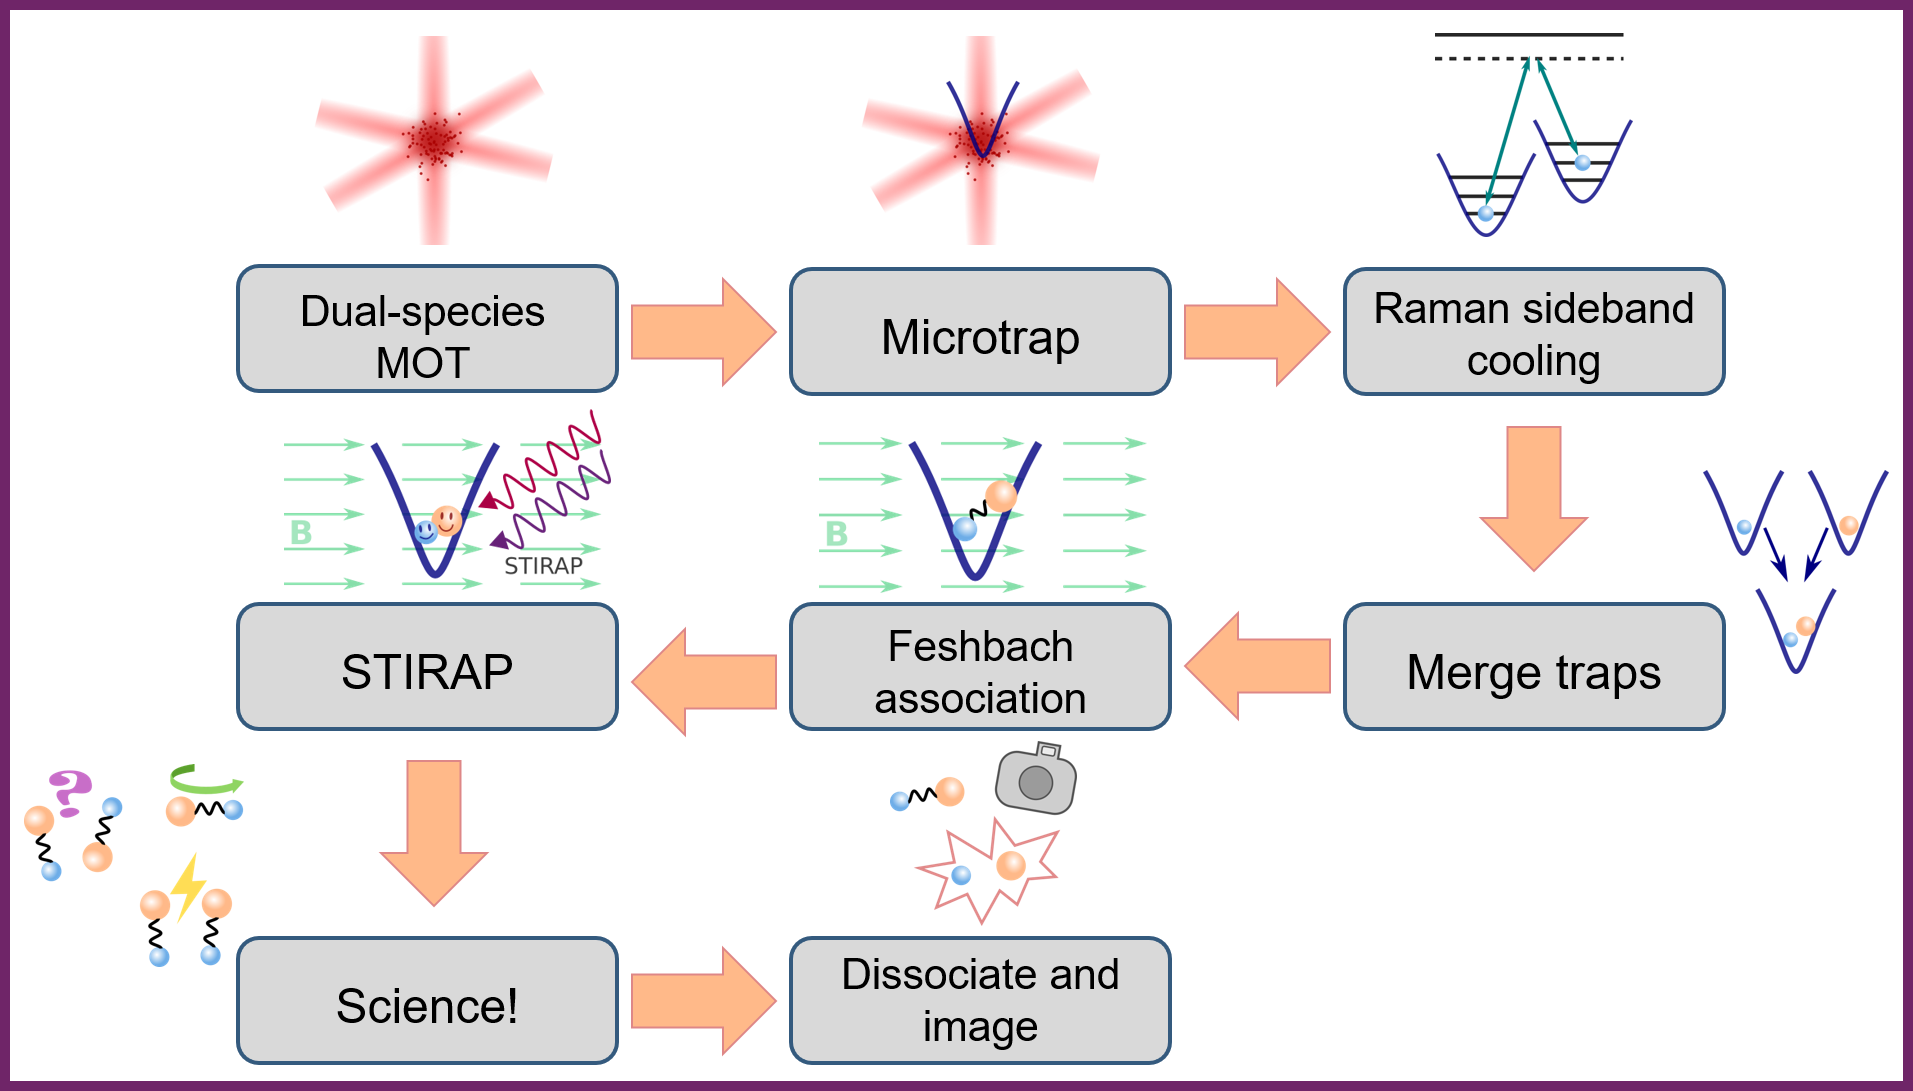 Dual-species
MOT
Microtrap
Raman sideband
cooling
B
STIRAP
B
STIRAP
Feshbach
association
Merge traps
Science!
Dissociate and
image